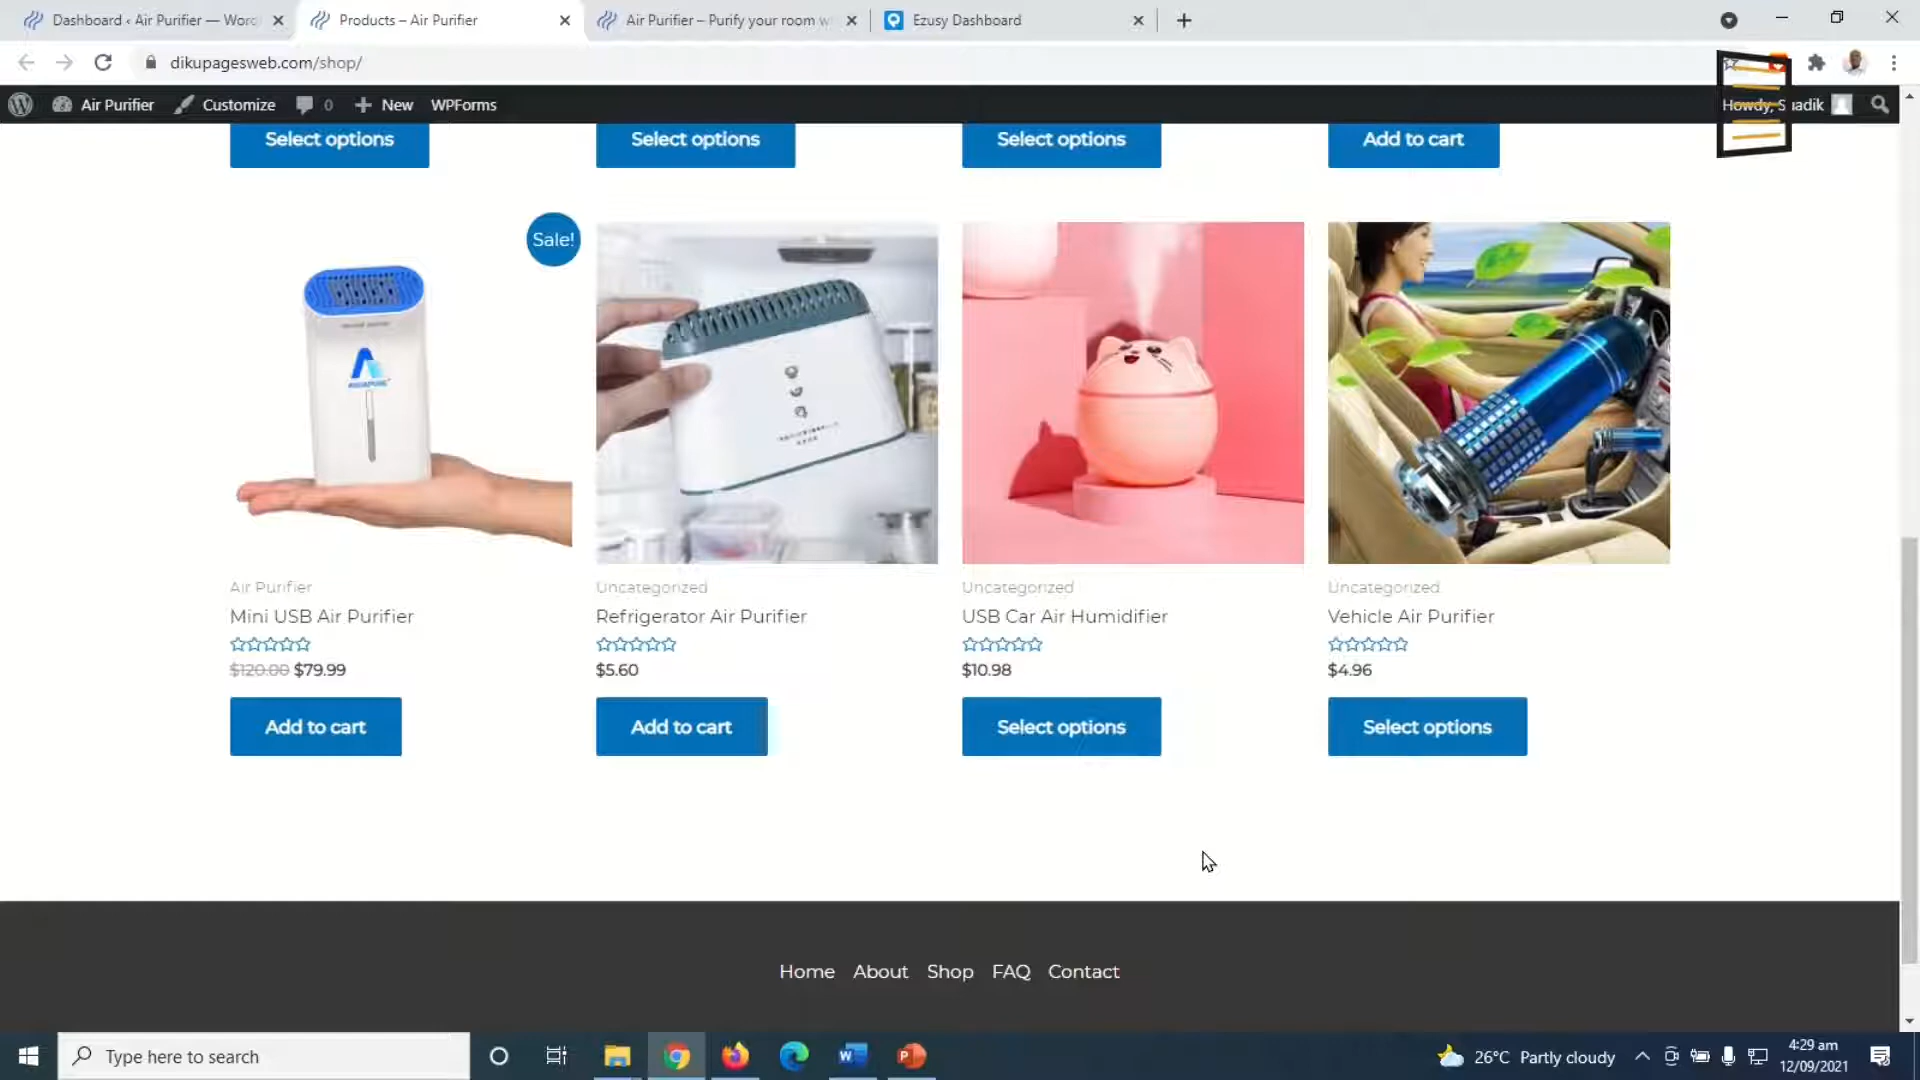 Dashboard ‹ Air Purifier — Word
Products – Air Purifier
Air Purifier – Purify your room w
Ezusy Dashboard
dikupagesweb.com/shop/
Air Purifier
Customize
0
New
WPForms
Howdy, S uadik
Select options
Select options
Select options
Add to cart
Sale!
Air Purifier
Mini USB Air Purifier
$120.00 $79.99
Add to cart
Uncategorized
Refrigerator Air Purifier
$5.60
Add to cart
Uncategorized
USB Car Air Humidifier
$10.98
Select options
Uncategorized
Vehicle Air Purifier
$4.96
Select options
Home About Shop FAQ Contact
Type here to search
26°C Partly cloudy
4:29 am
12/09/2021